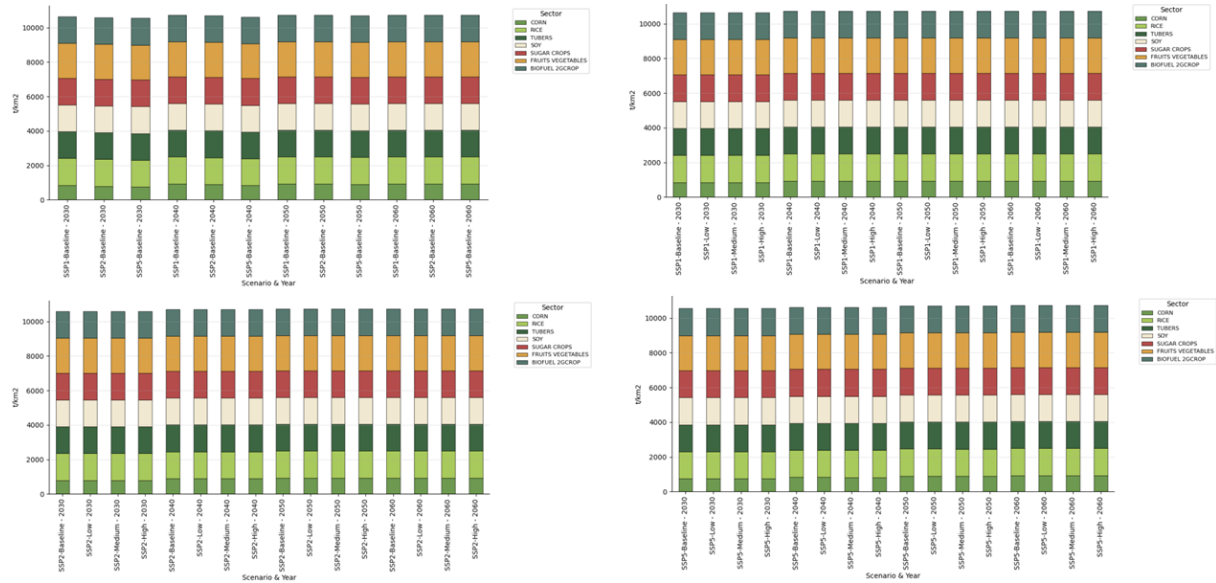 10000
8000
6000
4000
2000
0
t/km2
SSP1-Baseline - 2030
SSP2-Baseline - 2030
SSP5-Baseline - 2030
SSP1-Baseline - 2040
SSP2-Baseline - 2040
SSP5-Baseline - 2040
SSP1-Baseline - 2050
SSP2-Baseline - 2050
SSP5-Baseline - 2050
SSP1-Baseline - 2060
SSP2-Baseline - 2060
SSP5-Baseline - 2060
Scenario & Year
Sector
CORN
RICE
TUBERS
SOY
SUGAR CROPS
FRUITS VEGETABLES
BIOFUEL 2GCROP
10000
8000
6000
4000
2000
0
t/km2
SSP1-Baseline - 2030
SSP1-Low - 2030
SSP1-Medium - 2030
SSP1-High - 2030
SSP1-Baseline - 2040
SSP1-Low - 2040
SSP1-Medium - 2040
SSP1-High - 2040
SSP1-Baseline - 2050
SSP1-Low - 2050
SSP1-Medium - 2050
SSP1-High - 2050
SSP1-Baseline - 2060
SSP1-Low - 2060
SSP1-Medium - 2060
SSP1-High - 2060
Scenario & Year
Sector
CORN
RICE
TUBERS
SOY
SUGAR CROPS
FRUITS VEGETABLES
BIOFUEL 2GCROP
10000
8000
6000
4000
2000
0
t/km2
SSP2-Baseline - 2030
SSP2-Low - 2030
SSP2-Medium - 2030
SSP2-High - 2030
SSP2-Baseline - 2040
SSP2-Low - 2040
SSP2-Medium - 2040
SSP2-High - 2040
SSP2-Baseline - 2050
SSP2-Low - 2050
SSP2-Medium - 2050
SSP2-High - 2050
SSP2-Baseline - 2060
SSP2-Low - 2060
SSP2-Medium - 2060
SSP2-High - 2060
Scenario & Year
Sector
CORN
RICE
TUBERS
SOY
SUGAR CROPS
FRUITS VEGETABLES
BIOFUEL 2GCROP
10000
8000
6000
4000
2000
0
t/km2
SSP5-Baseline - 2030
SSP5-Low - 2030
SSP5-Medium - 2030
SSP5-High - 2030
SSP5-Baseline - 2040
SSP5-Low - 2040
SSP5-Medium - 2040
SSP5-High - 2040
SSP5-Baseline - 2050
SSP5-Low - 2050
SSP5-Medium - 2050
SSP5-High - 2050
SSP5-Baseline - 2060
SSP5-Low - 2060
SSP5-Medium - 2060
SSP5-High - 2060
Scenario & Year
Sector
CORN
RICE
TUBERS
SOY
SUGAR CROPS
FRUITS VEGETABLES
BIOFUEL 2GCROP